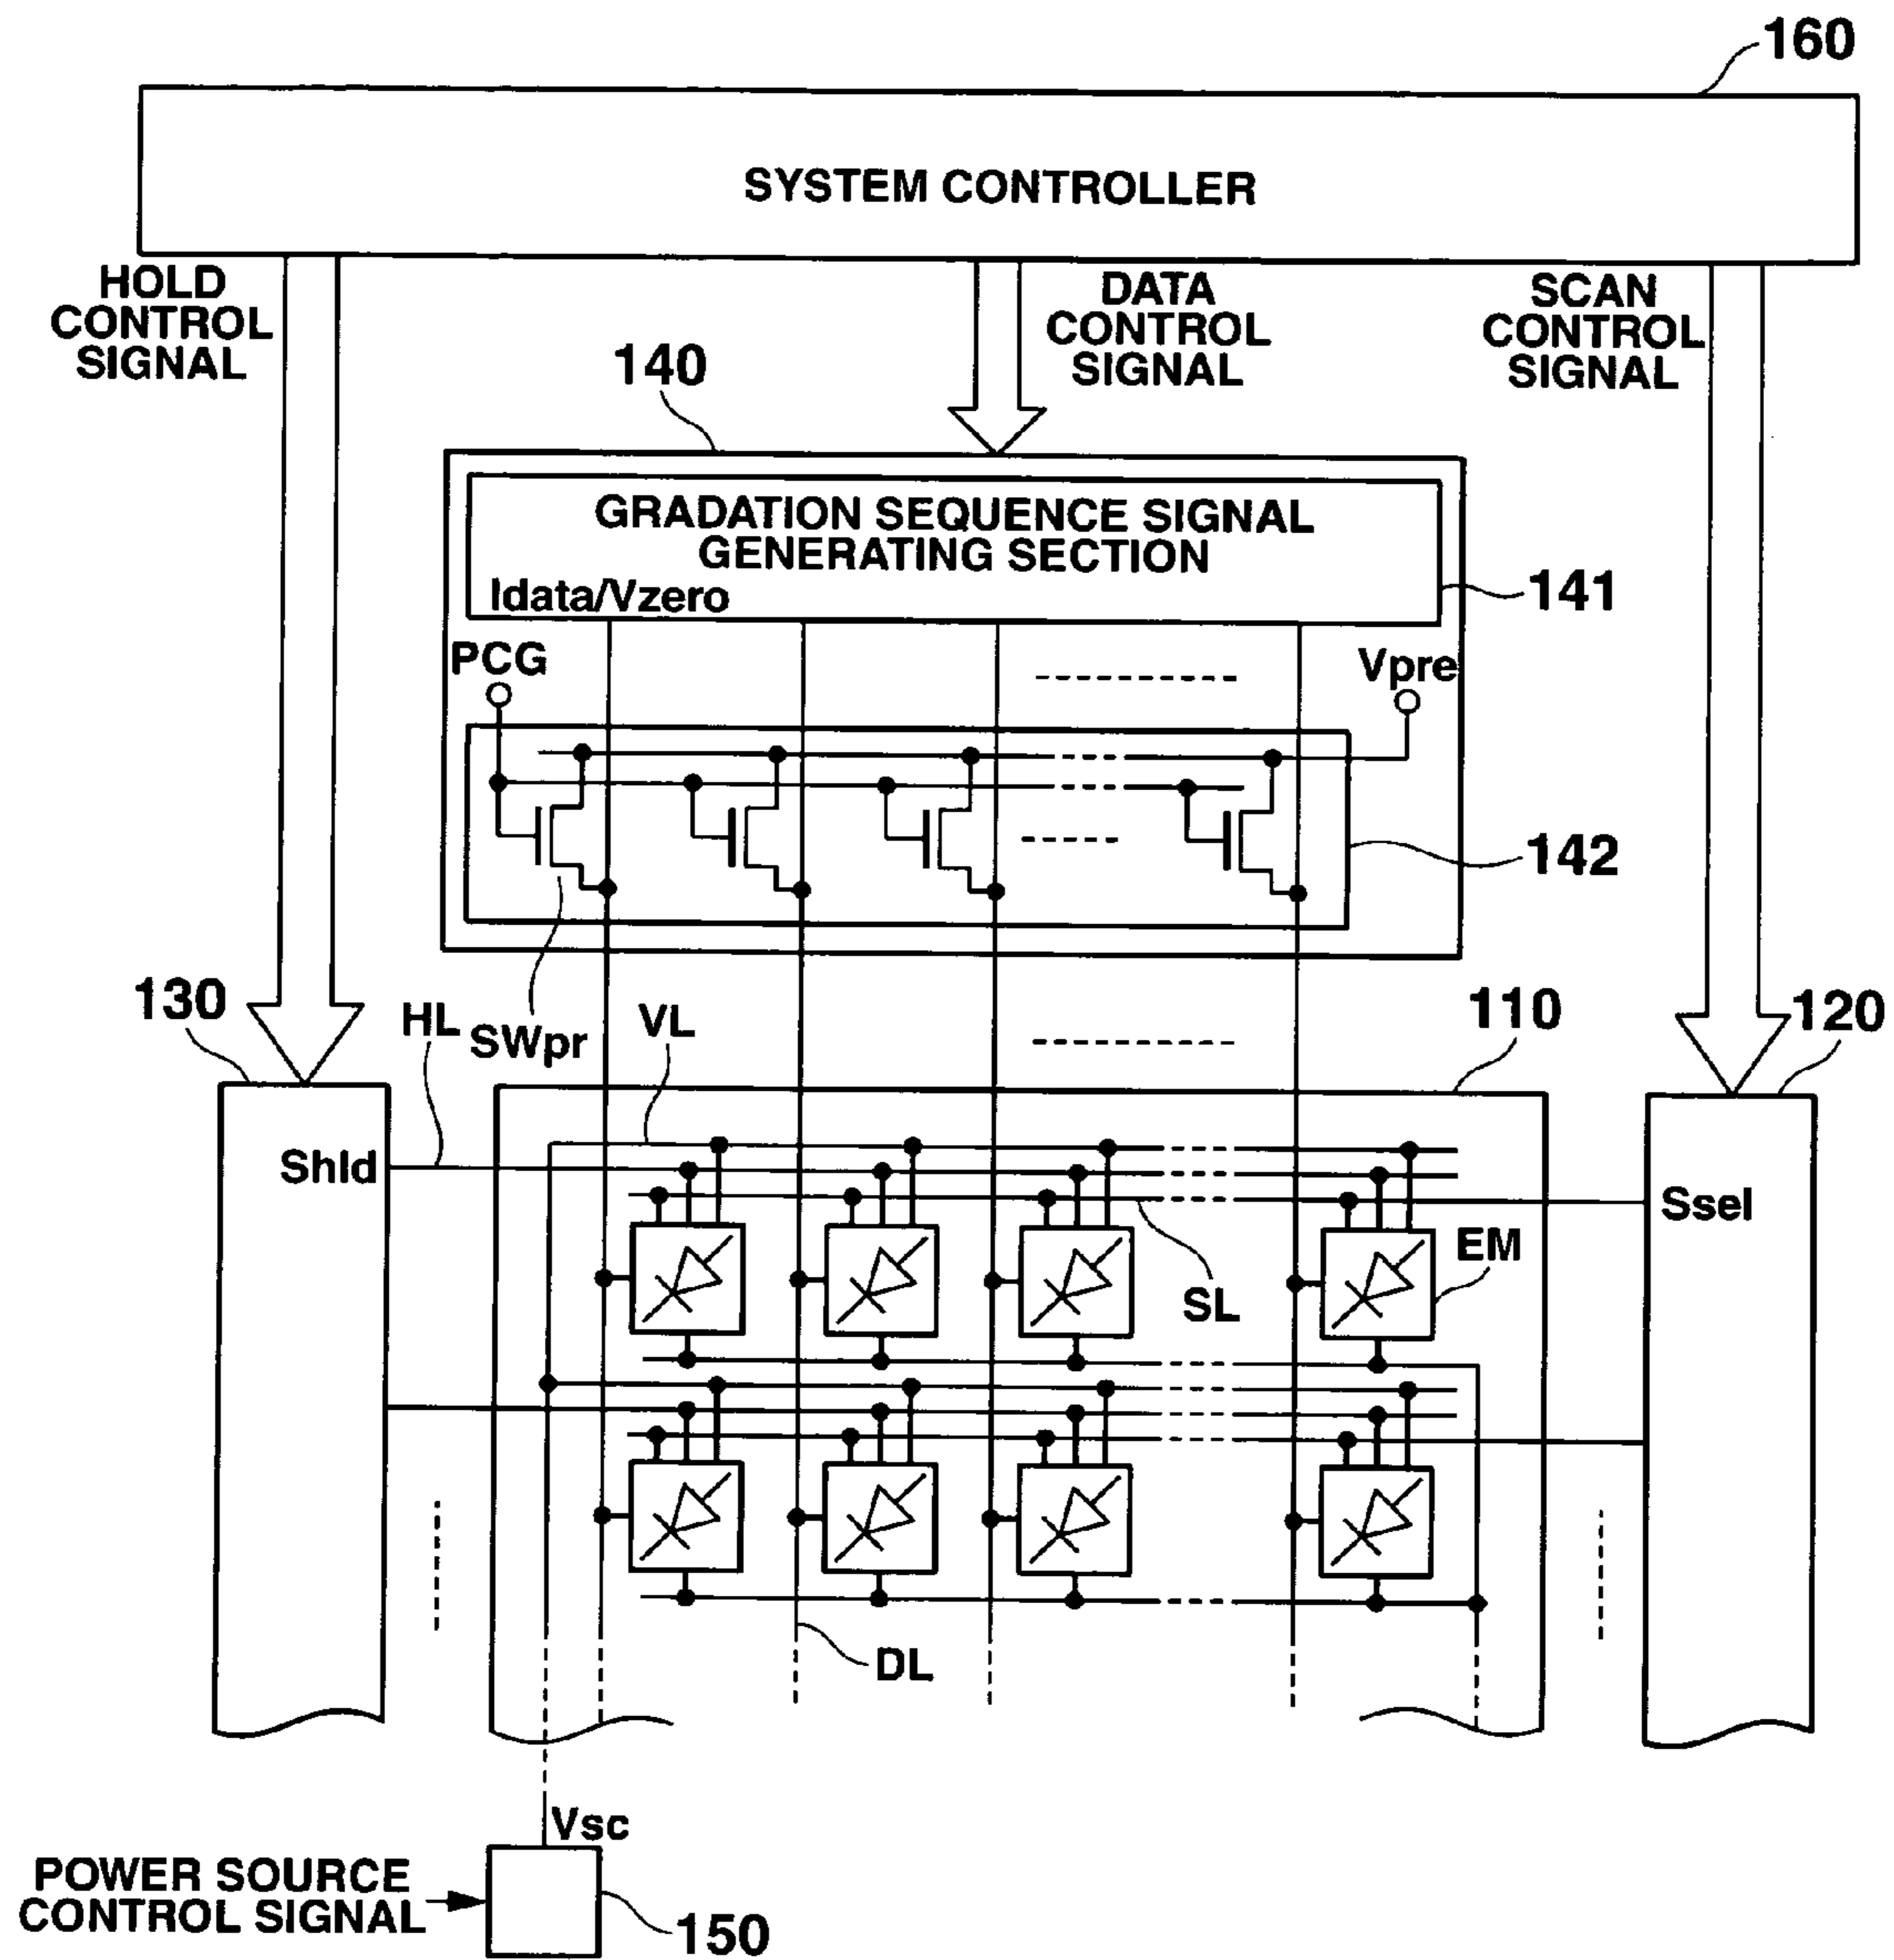 160
SYSTEM CONTROLLER
HOLD
CONTROL
SIGNAL
DATA
CONTROL
SIGNAL
SCAN
CONTROL
SIGNAL
140
GRADATION SEQUENCE SIGNAL
GENERATING SECTION
Idata/Vzero
141
PCG
Vpre
142
130
HL
SWpr
VL
110
120
Shld
Ssel
EM
SL
DL
Vsc
POWER SOURCE
CONTROL SIGNAL
150